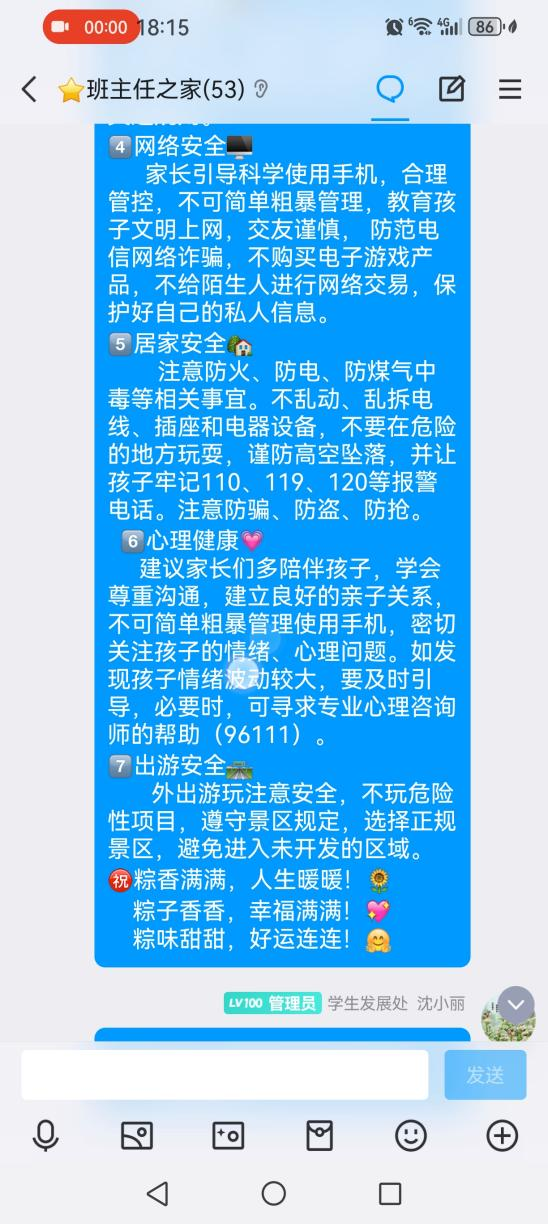 00:00 18:15 6 4G 86
班主任之家(53)
4 网络安全
家长引导科学使用手机，合理
管控，不可简单粗暴管理，教育孩
子文明上网，交友谨慎， 防范电
信网络诈骗，不购买电子游戏产
品，不给陌生人进行网络交易，保
护好自己的私人信息。
5 居家安全
注意防火、防电、防煤气中
毒等相关事宜。不乱动、乱拆电
线、插座和电器设备，不要在危险
的地方玩耍，谨防高空坠落，并让
孩子牢记110、119、120等报警
电话。注意防骗、防盗、防抢。
6 心理健康
建议家长们多陪伴孩子，学会
尊重沟通，建立良好的亲子关系，
不可简单粗暴管理使用手机，密切
关注孩子的情绪、心理问题。如发
现孩子情绪波动较大，要及时引
导，必要时，可寻求专业心理咨询
师的帮助（96111）。
7 出游安全
外出游玩注意安全，不玩危险
性项目，遵守景区规定，选择正规
景区，避免进入未开发的区域。
㊗粽香满满，人生暖暖！
粽子香香，幸福满满！
粽味甜甜，好运连连！
LV100 管理员 学生发展处 沈小丽
发送